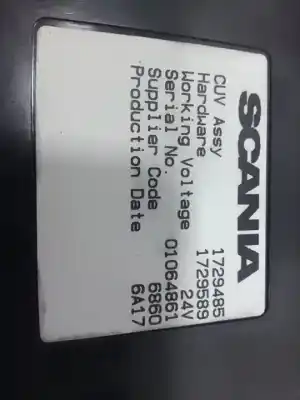 SCANIA
CUV Assy 1729485
Hardware 1729589
Working Voltage 24V
Serial No. 01064861
Supplier Code 6860
Production Date 6A17